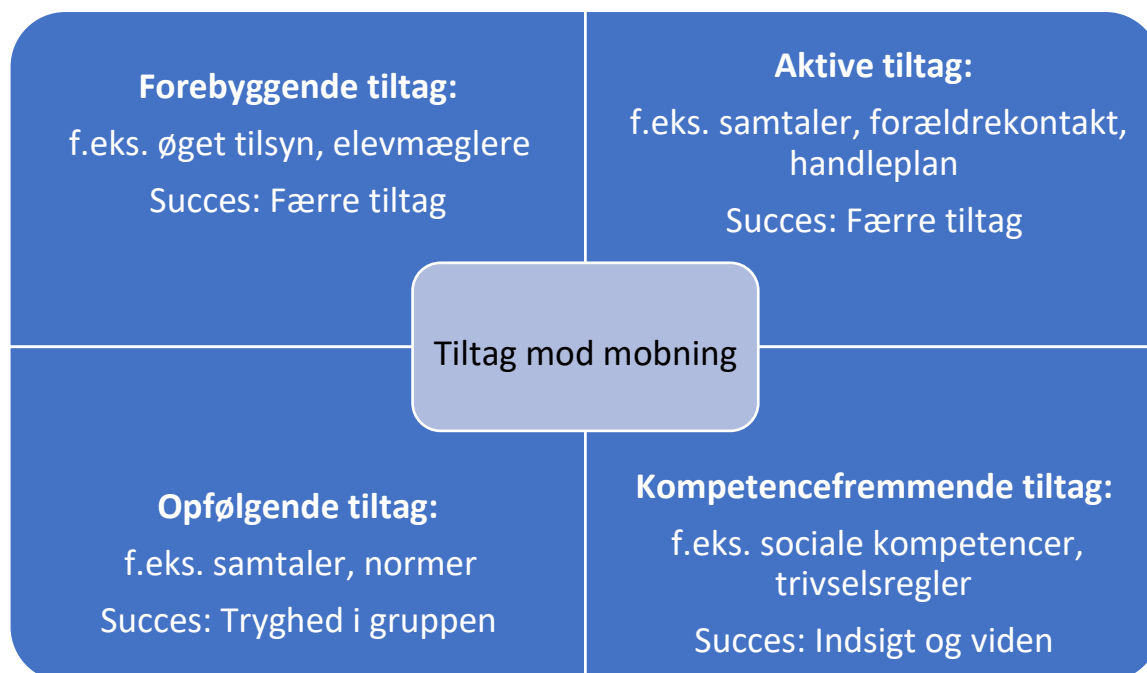 Forebyggende tiltag:
f.eks. øget tilsyn, elevmæglere
Succes: Færre tiltag
Aktive tiltag:
f.eks. samtaler, forældrekontakt,
handleplan
Succes: Færre tiltag
Tiltag mod mobning
Opfølgende tiltag:
f.eks. samtaler, normer
Succes: Tryghed i gruppen
Kompetencefremmende tiltag:
f.eks. sociale kompetencer,
trivselsregler
Succes: Indsigt og viden